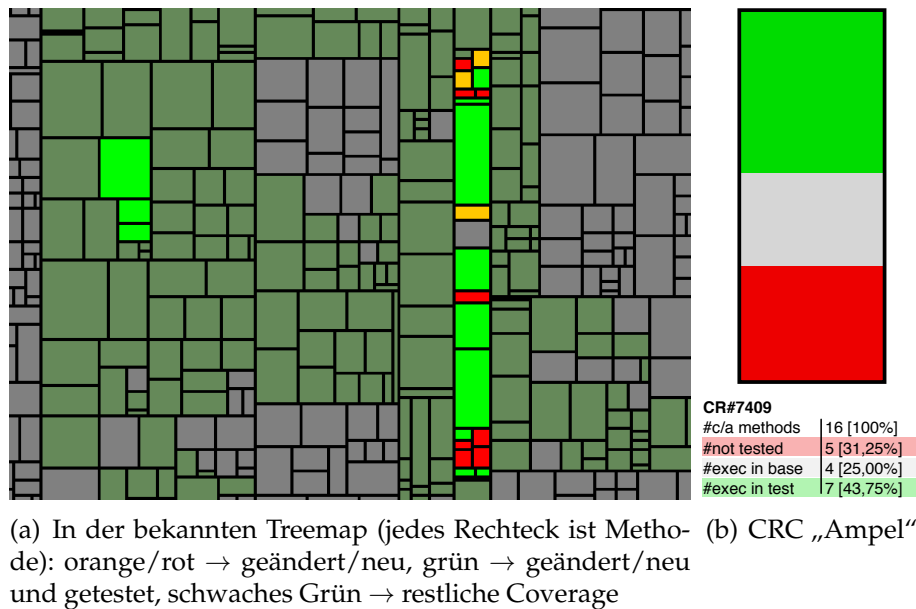 CR#7409
#c/a methods 16 [100%]
#not tested 5 [31,25%]
#exec in base 4 [25,00%]
#exec in test 7 [43,75%]
(a) In der bekannten Treemap (jedes Rechteck ist Metho-
de): orange/rot → geändert/neu, grün → geändert/neu
und getestet, schwaches Grün → restliche Coverage
(b) CRC „Ampel“